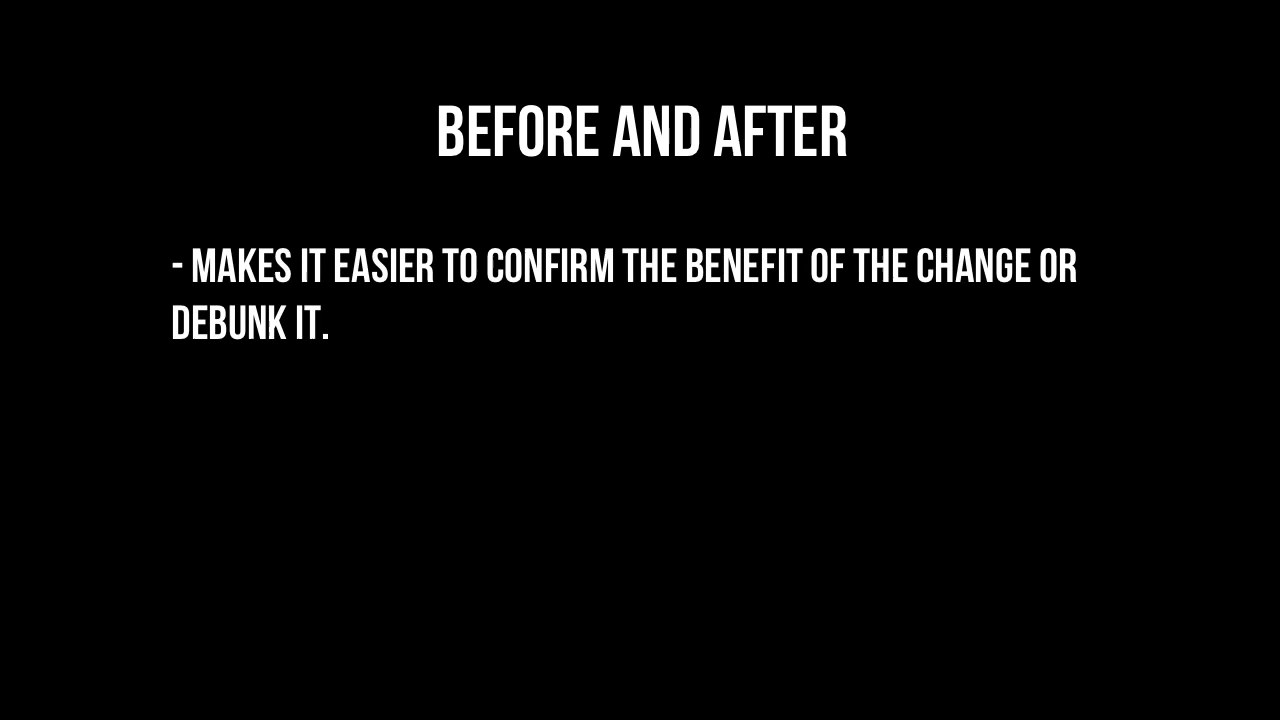 BEFORE AND AFTER
- MAKES IT EASIER TO CONFIRM THE BENEFIT OF THE CHANGE OR
DEBUNK IT.